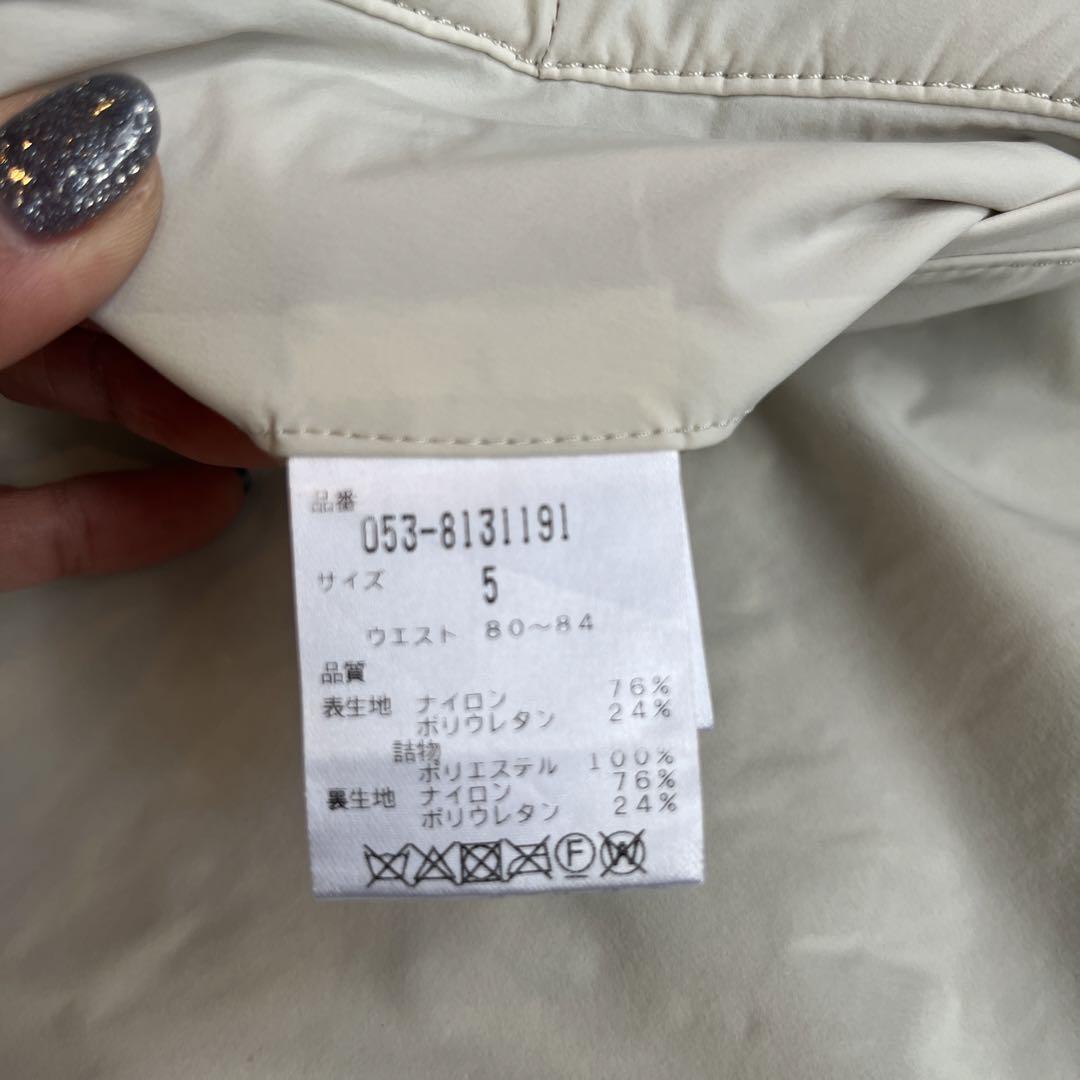 品番
053-8131191
サイズ 5
ウエスト 80～84
品質
表生地 ナイロン 76%
ポリウレタン 24%
詰物
ポリエステル 100%
裏生地 ナイロン 76%
ポリウレタン 24%
F W